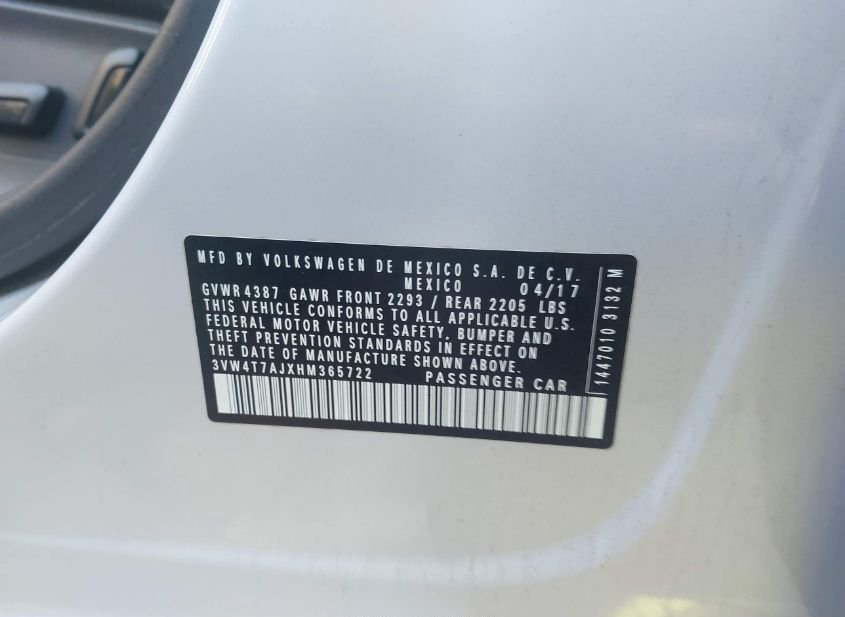 MFD BY VOLKSWAGEN DE MEXICO S.A. DE C.V.
MEXICO 04/17
GVWR 4387 GAWR FRONT 2293 / REAR 2205 LBS
THIS VEHICLE CONFORMS TO ALL APPLICABLE U.S.
FEDERAL MOTOR VEHICLE SAFETY, BUMPER AND
THEFT PREVENTION STANDARDS IN EFFECT ON
THE DATE OF MANUFACTURE SHOWN ABOVE.
3VW4T7AJXHM365722 PASSENGER CAR
1447010 3132 M